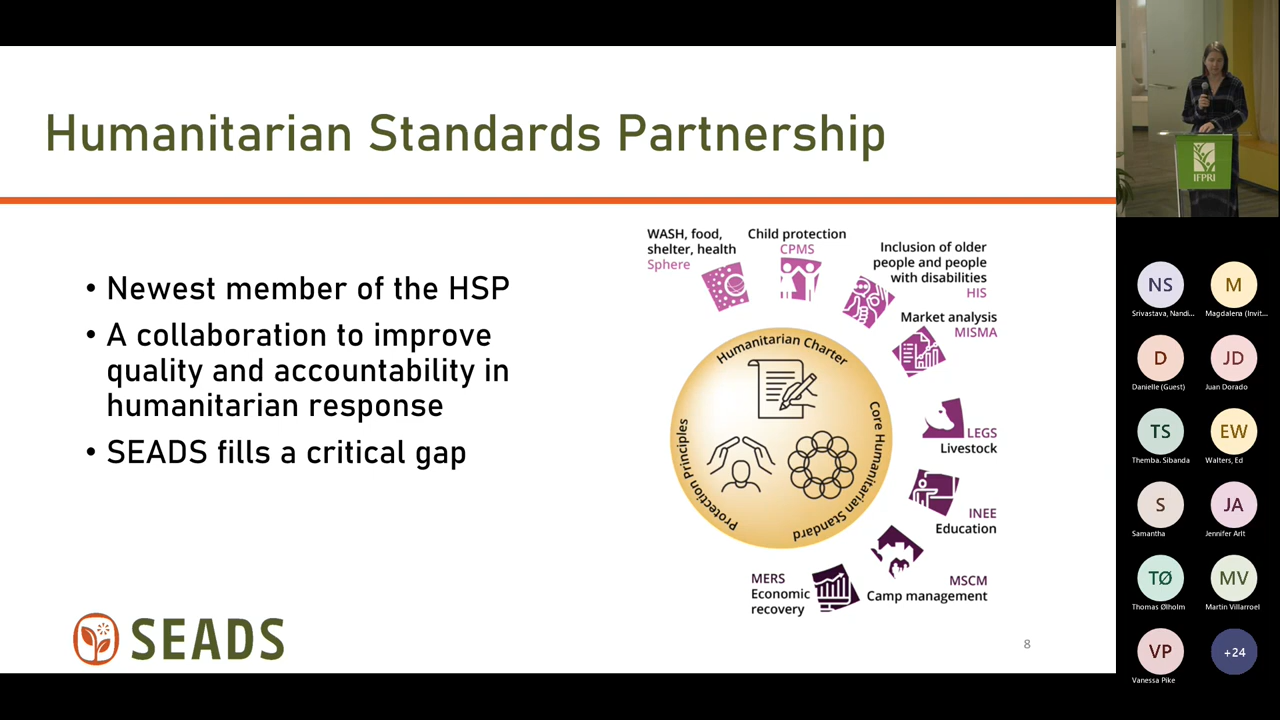 Humanitarian Standards Partnership
• Newest member of the HSP
• A collaboration to improve
quality and accountability in
humanitarian response
• SEADS fills a critical gap
WASH, food,
shelter, health
Sphere
Child protection
CPMS
Inclusion of older
people and people
with disabilities
HIS
Market analysis
MISMA
LEGS
Livestock
INEE
Education
MSCM
Camp management
MERS
Economic
recovery
Humanitarian Charter
Core Humanitarian Standard
Protection Principles
SEADS
8
IFPRI
NS
Srivastava, Nandi...
M
Magdalena (Invit...
D
Danielle (Guest)
JD
Juan Dorado
TS
Themba. Sibanda
EW
Walters, Ed
S
Samantha
JA
Jennifer Arlt
TØ
Thomas Ølholm
MV
Martin Villarroel
VP
Vanessa Pike
+24